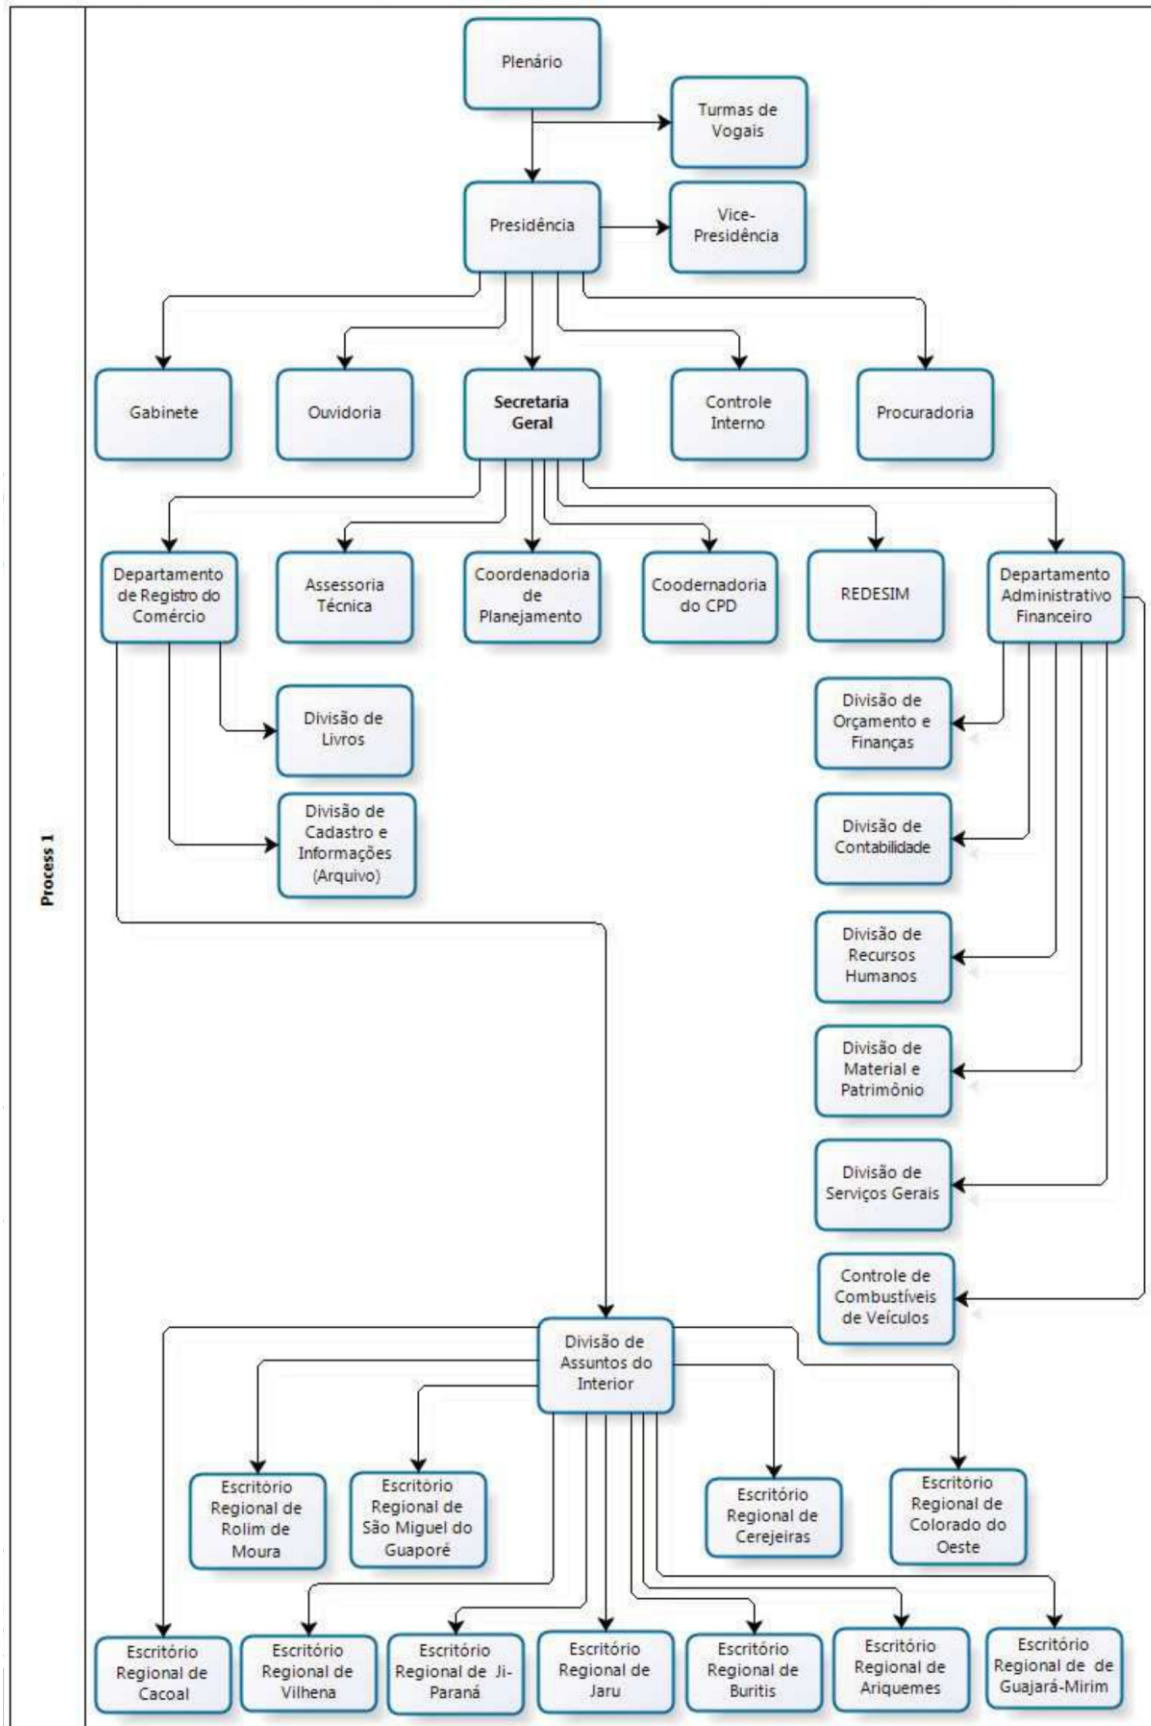 Process 1
Plenário
Turmas de
Vogais
Presidência
Vice-
Presidência
Gabinete
Ouvidoria
Secretaria
Geral
Controle
Interno
Procuradoria
Departamento
de Registro do
Comércio
Assessoria
Técnica
Coordenadoria
de
Planejamento
Coodernadoria
do CPD
REDESIM
Departamento
Administrativo
Financeiro
Divisão de
Livros
Divisão de
Cadastro e
Informações
(Arquivo)
Divisão de
Orçamento e
Finanças
Divisão de
Contabilidade
Divisão de
Recursos
Humanos
Divisão de
Material e
Patrimônio
Divisão de
Serviços Gerais
Controle de
Combustíveis
de Veículos
Divisão de
Assuntos do
Interior
Escritório
Regional de
Rolim de
Moura
Escritório
Regional de
São Miguel do
Guaporé
Escritório
Regional de
Cerejeiras
Escritório
Regional de
Colorado do
Oeste
Escritório
Regional de
Cacoal
Escritório
Regional de
Vilhena
Escritório
Regional de Ji-
Paraná
Escritório
Regional de
Jaru
Escritório
Regional de
Buritis
Escritório
Regional de
Ariquemes
Escritório
Regional de de
Guajará-Mirim